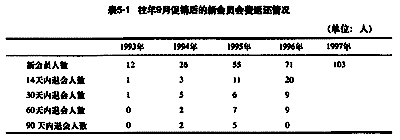 表5-1 往年9月促销后的新会员会费返还情况
(单位：人)
1993年 1994年 1995年 1996年 1997年
新会员人数 12 26 55 71 103
14天内退会人数 1 3 11 20
30天内退会人数 1 5 6 9
60天内退会人数 0 2 7 9
90天内退会人数 0 2 5 0